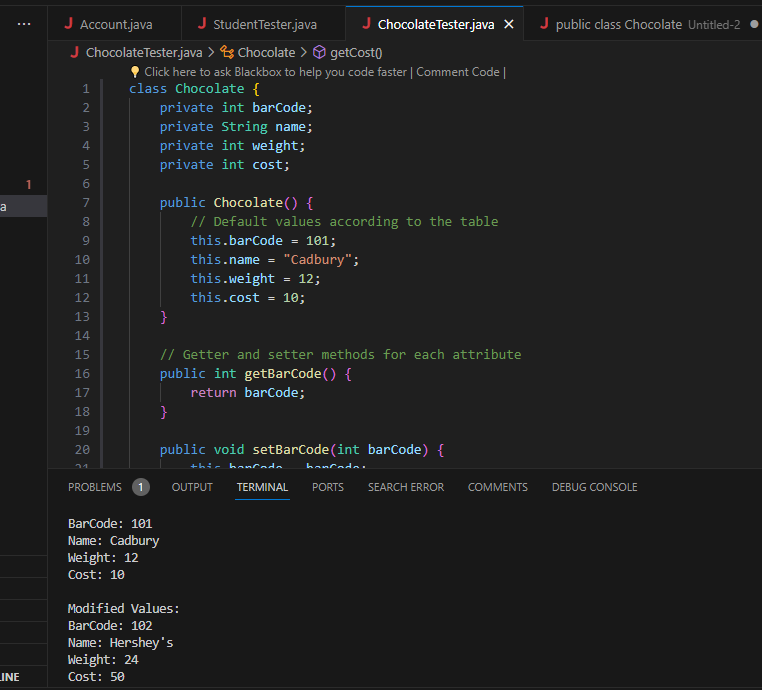 ... Account.java StudentTester.java ChocolateTester.java × public class Chocolate Untitled-2 ●
ChocolateTester.java > Chocolate > getCost()
Click here to ask Blackbox to help you code faster | Comment Code |
1 class Chocolate {
2 private int barCode;
3 private String name;
4 private int weight;
5 private int cost;
6
1
7 public Chocolate() {
a
8 // Default values according to the table
9 this.barCode = 101;
10 this.name = "Cadbury";
11 this.weight = 12;
12 this.cost = 10;
13 }
14
15 // Getter and setter methods for each attribute
16 public int getBarCode() {
17 return barCode;
18 }
19
20 public void setBarCode(int barCode) {
21 this.barCode = barCode;
PROBLEMS 1 OUTPUT TERMINAL PORTS SEARCH ERROR COMMENTS DEBUG CONSOLE
BarCode: 101
Name: Cadbury
Weight: 12
Cost: 10
Modified Values:
BarCode: 102
Name: Hershey's
Weight: 24
Cost: 50
LINE